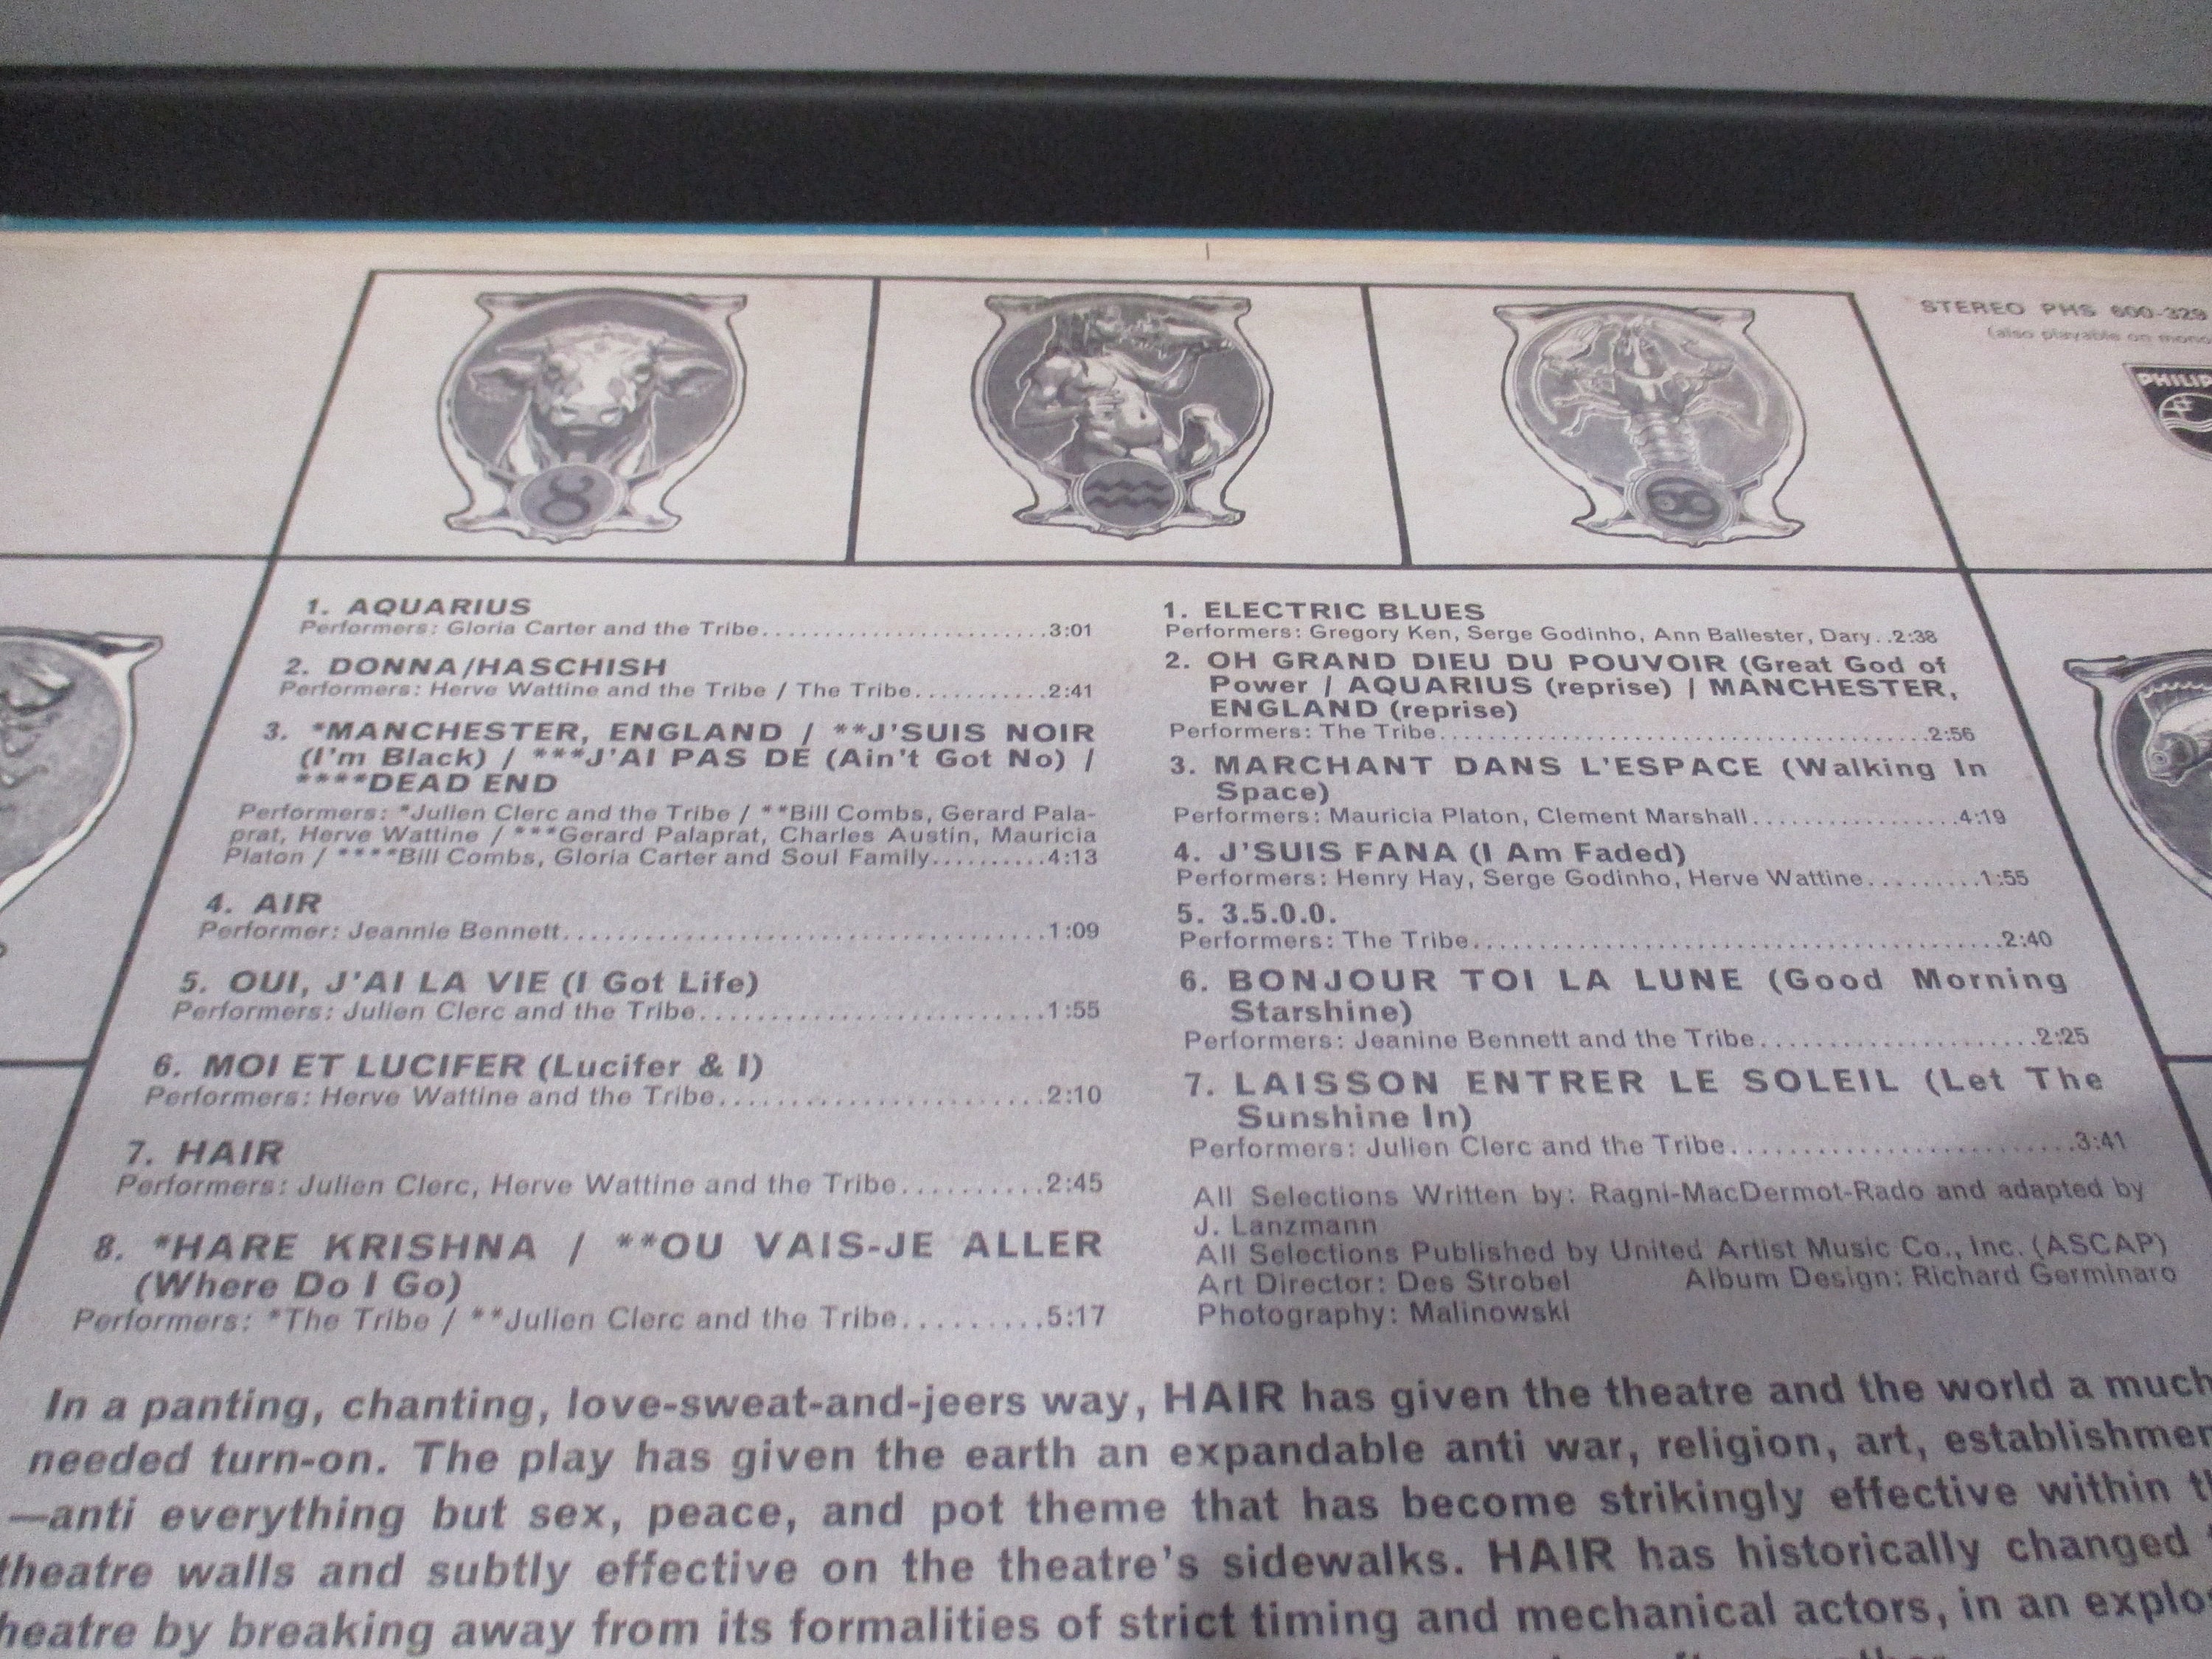 STEREO PHS 600-329
(also playable on mono
PHILIP
1. AQUARIUS
Performers: Gloria Carter and the Tribe.........................3:01
2. DONNA/HASCHISH
Performers: Herve Wattine and the Tribe / The Tribe...........2:41
3. *MANCHESTER, ENGLAND / **J'SUIS NOIR
(I'm Black) / ***J'AI PAS DE (Ain't Got No) /
****DEAD END
Performers: *Julien Clerc and the Tribe / **Bill Combs, Gerard Pala-
prat, Herve Wattine / ***Gerard Palaprat, Charles Austin, Mauricia
Platon / ****Bill Combs, Gloria Carter and Soul Family..........4:13
4. AIR
Performer: Jeannie Bennett.........................................1:09
5. OUI, J'AI LA VIE (I Got Life)
Performers: Julien Clerc and the Tribe.............................1:55
6. MOI ET LUCIFER (Lucifer & I)
Performers: Herve Wattine and the Tribe...........................2:10
7. HAIR
Performers: Julien Clerc, Herve Wattine and the Tribe..........2:45
8. *HARE KRISHNA / **OU VAIS-JE ALLER
(Where Do I Go)
Performers: *The Tribe / **Julien Clerc and the Tribe..........5:17
1. ELECTRIC BLUES
Performers: Gregory Ken, Serge Godinho, Ann Ballester, Dary..2:38
2. OH GRAND DIEU DU POUVOIR (Great God of
Power / AQUARIUS (reprise) / MANCHESTER,
ENGLAND (reprise)
Performers: The Tribe.............................................2:56
3. MARCHANT DANS L'ESPACE (Walking In
Space)
Performers: Mauricia Platon, Clement Marshall..................4:19
4. J'SUIS FANA (I Am Faded)
Performers: Henry Hay, Serge Godinho, Herve Wattine.........1:55
5. 3.5.0.0.
Performers: The Tribe.............................................2:40
6. BONJOUR TOI LA LUNE (Good Morning
Starshine)
Performers: Jeanine Bennett and the Tribe......................2:25
7. LAISSON ENTRER LE SOLEIL (Let The
Sunshine In)
Performers: Julien Clerc and the Tribe..........................3:41
All Selections Written by: Ragni-MacDermot-Rado and adapted by
J. Lanzmann
All Selections Published by United Artist Music Co., Inc. (ASCAP)
Art Director: Des Strobel Album Design: Richard Germinaro
Photography: Malinowski
In a panting, chanting, love-sweat-and-jeers way, HAIR has given the theatre and the world a much
needed turn-on. The play has given the earth an expandable anti war, religion, art, establishmen
—anti everything but sex, peace, and pot theme that has become strikingly effective within th
theatre walls and subtly effective on the theatre's sidewalks. HAIR has historically changed
heatre by breaking away from its formalities of strict timing and mechanical actors, in an explo